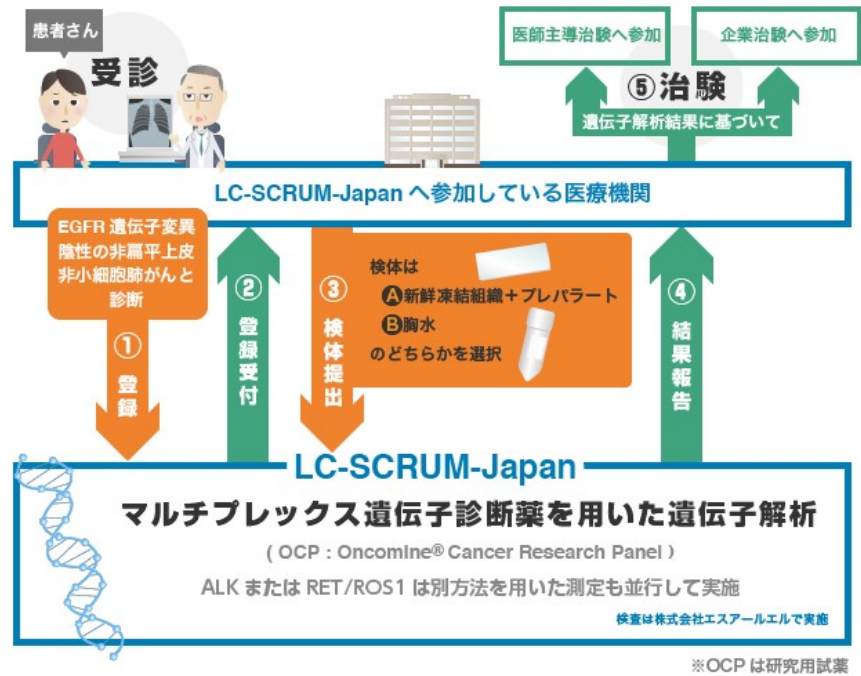 患者さん
受診
医師主導治験へ参加
企業治験へ参加
⑤治験
遺伝子解析結果に基づいて
LC-SCRUM-Japan へ参加している医療機関
EGFR 遺伝子変異
陰性の非扁平上皮
非小細胞肺がんと
診断
① 登録
② 登録受付
③ 検体提出
検体は
A新鮮凍結組織＋プレパラート
B胸水
のどちらかを選択
④ 結果報告
LC-SCRUM-Japan
マルチプレックス遺伝子診断薬を用いた遺伝子解析
( OCP : Oncomine® Cancer Research Panel )
ALK または RET/ROS1 は別方法を用いた測定も並行して実施
検査は株式会社エスアールエルで実施
※OCP は研究用試薬